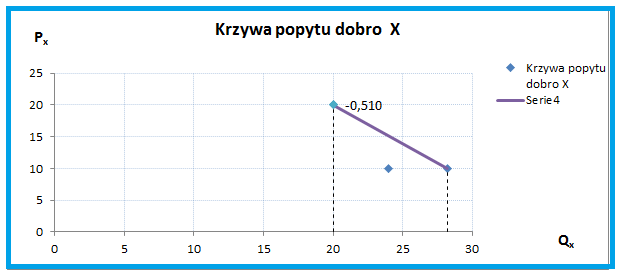 Krzywa popytu dobro X
Px
25
20
15
10
5
0
-0,510
0 5 10 15 20 25 30
Qx
Krzywa popytu
dobro X
Serie4